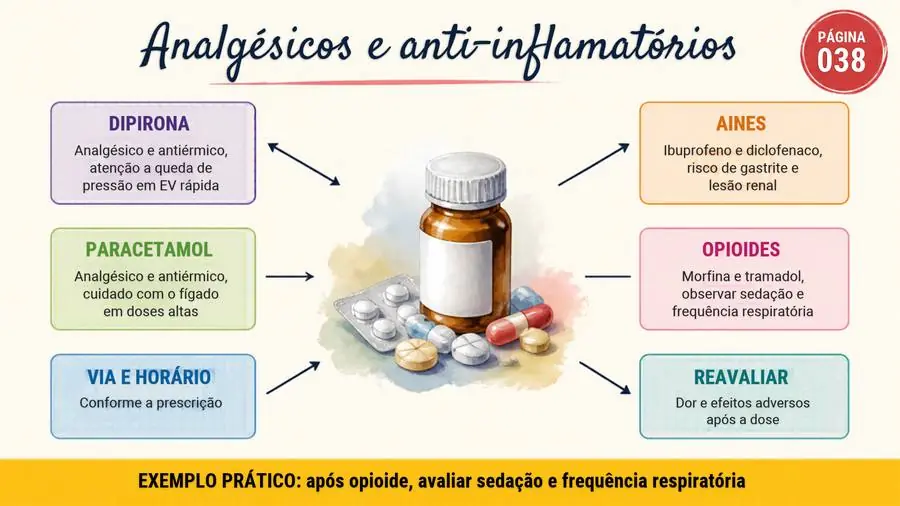 Analgésicos e anti-inflamatórios
PÁGINA
038
DIPIRONA
Analgésico e antiérmico,
atenção a queda de
pressão em EV rápida
PARACETAMOL
Analgésico e antiérmico,
cuidado com o fígado
em doses altas
VIA E HORÁRIO
Conforme a prescrição
AINES
Ibuprofeno e diclofenaco,
risco de gastrite e
lesão renal
OPIOIDES
Morfina e tramadol,
observar sedação e
frequência respiratória
REAVALIAR
Dor e efeitos adversos
após a dose
EXEMPLO PRÁTICO: após opioide, avaliar sedação e frequência respiratória